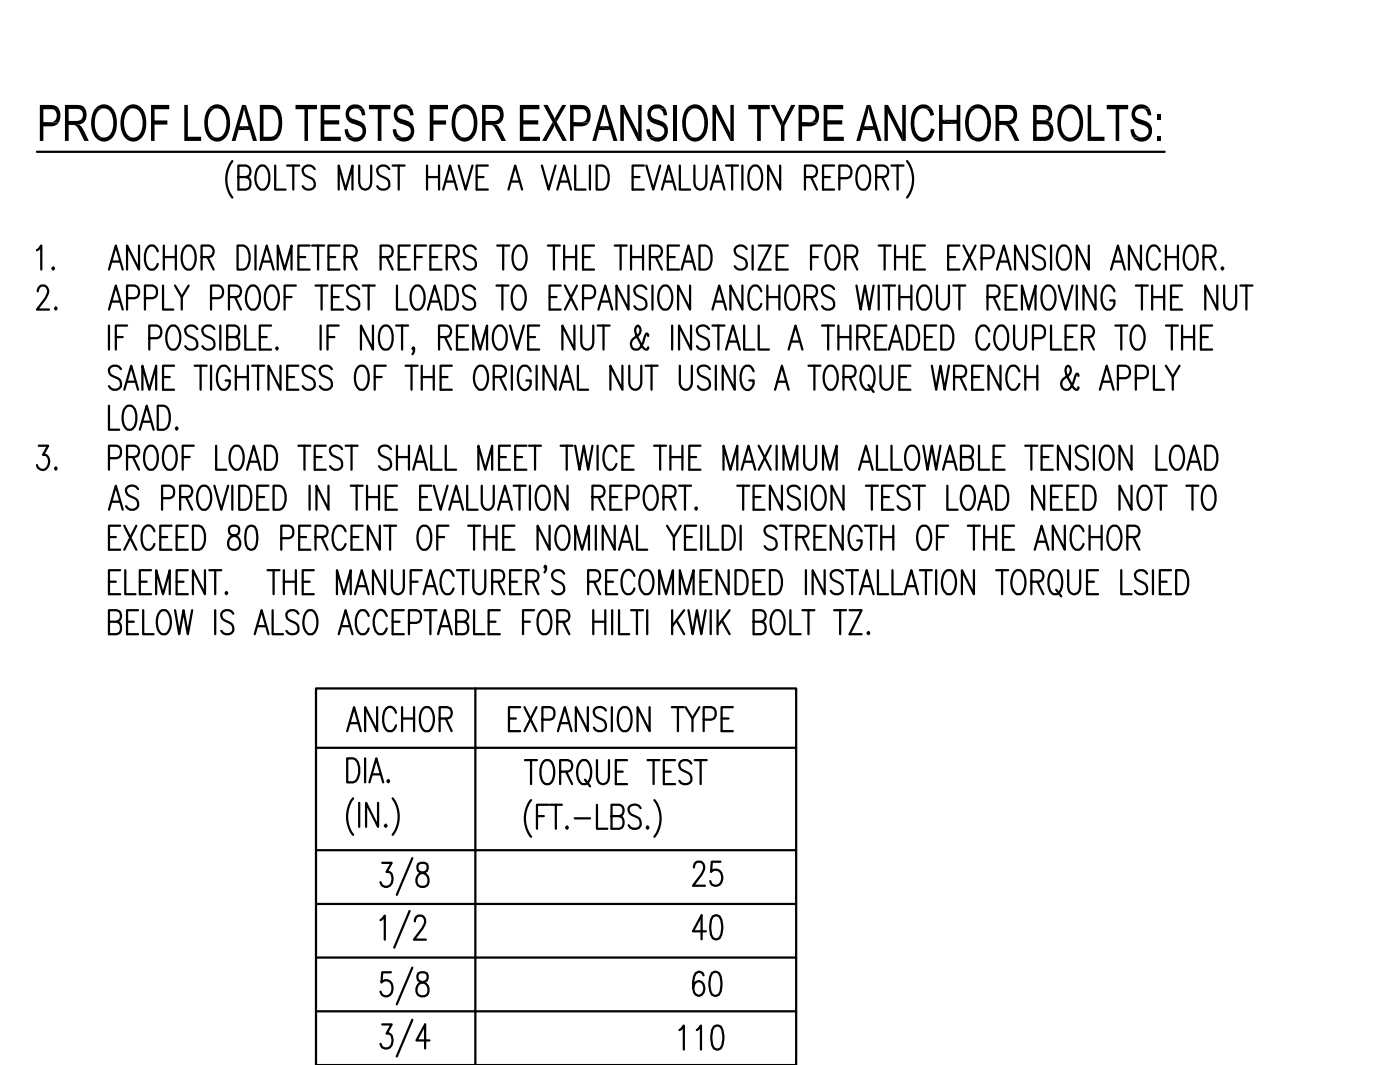 PROOF LOAD TESTS FOR EXPANSION TYPE ANCHOR BOLTS:
(BOLTS MUST HAVE A VALID EVALUATION REPORT)
1. ANCHOR DIAMETER REFERS TO THE THREAD SIZE FOR THE EXPANSION ANCHOR.
2. APPLY PROOF TEST LOADS TO EXPANSION ANCHORS WITHOUT REMOVING THE NUT
IF POSSIBLE. IF NOT, REMOVE NUT & INSTALL A THREADED COUPLER TO THE
SAME TIGHTNESS OF THE ORIGINAL NUT USING A TORQUE WRENCH & APPLY
LOAD.
3. PROOF LOAD TEST SHALL MEET TWICE THE MAXIMUM ALLOWABLE TENSION LOAD
AS PROVIDED IN THE EVALUATION REPORT. TENSION TEST LOAD NEED NOT TO
EXCEED 80 PERCENT OF THE NOMINAL YEILDI STRENGTH OF THE ANCHOR
ELEMENT. THE MANUFACTURER'S RECOMMENDED INSTALLATION TORQUE LSIED
BELOW IS ALSO ACCEPTABLE FOR HILTI KWIK BOLT TZ.
ANCHOR EXPANSION TYPE
DIA. TORQUE TEST
(IN.) (FT.-LBS.)
3/8 25
1/2 40
5/8 60
3/4 110